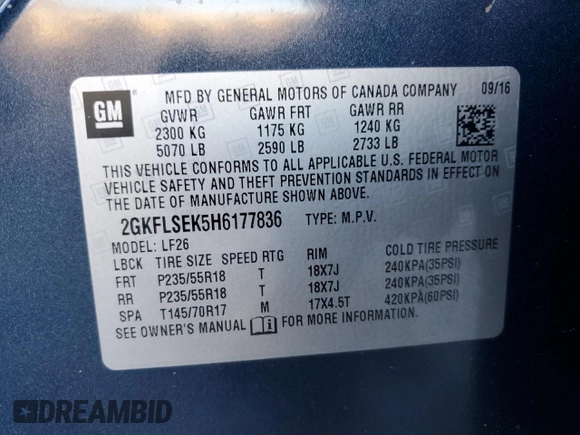 GM
MFD BY GENERAL MOTORS OF CANADA COMPANY 09/16
GVWR GAWR FRT GAWR RR
2300 KG 1175 KG 1240 KG
5070 LB 2590 LB 2733 LB
THIS VEHICLE CONFORMS TO ALL APPLICABLE U.S. FEDERAL MOTOR
VEHICLE SAFETY AND THEFT PREVENTION STANDARDS IN EFFECT ON
THE DATE OF MANUFACTURE SHOWN ABOVE.
2GKFLSEK5H6177836 TYPE: M.P.V.
MODEL: LF26
LBCK TIRE SIZE SPEED RTG RIM COLD TIRE PRESSURE
FRT P235/55R18 T 18X7J 240KPA(35PSI)
RR P235/55R18 T 18X7J 240KPA(35PSI)
SPA T145/70R17 M 17X4.5T 420KPA(60PSI)
SEE OWNER'S MANUAL FOR MORE INFORMATION.
DREAMBID